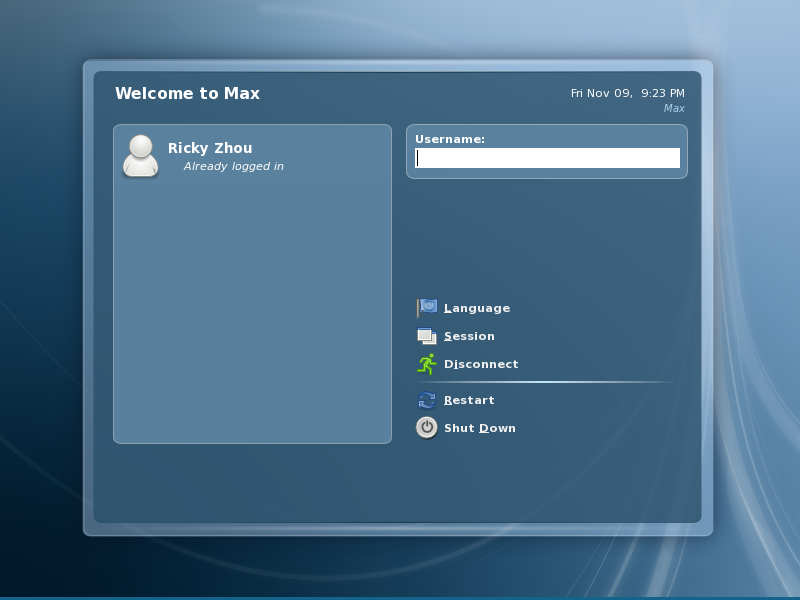 Welcome to Max
Fri Nov 09, 9:23 PM
Max
Ricky Zhou
Already logged in
Username:
Language
Session
Disconnect
Restart
Shut Down